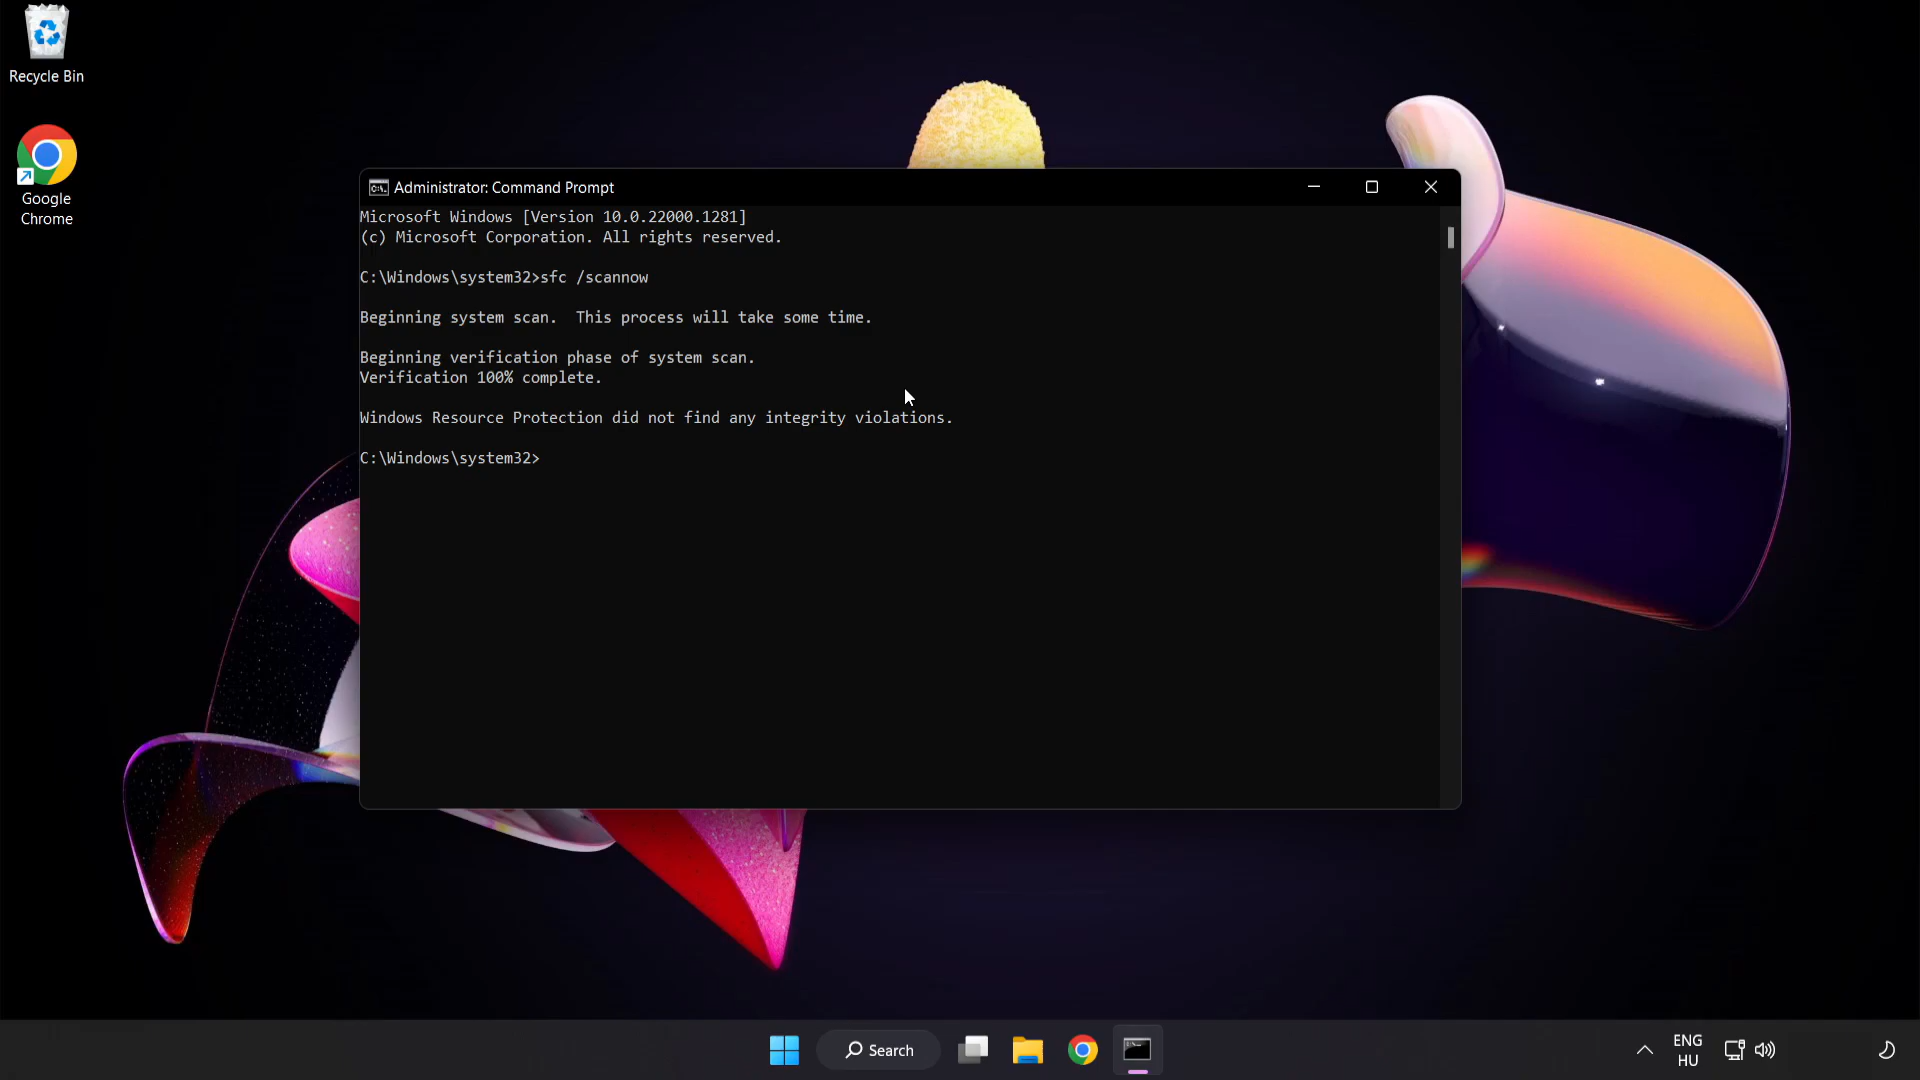 Recycle Bin
Google
Chrome
Administrator: Command Prompt
Microsoft Windows [Version 10.0.22000.1281]
(c) Microsoft Corporation. All rights reserved.
C:\Windows\system32>sfc /scannow
Beginning system scan.  This process will take some time.
Beginning verification phase of system scan.
Verification 100% complete.
Windows Resource Protection did not find any integrity violations.
C:\Windows\system32>
Search
ENG
HU